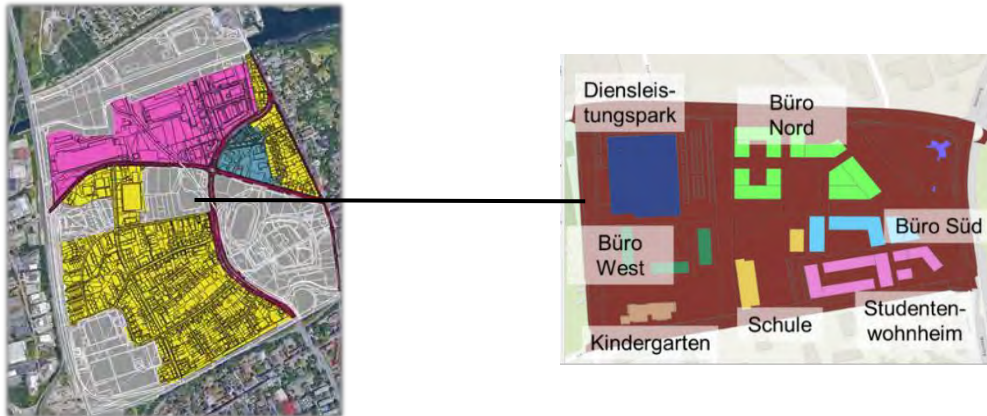 Diensleis-
tungspark
Büro
Nord
Büro
West
Büro Süd
Kindergarten
Schule
Studenten-
wohnheim